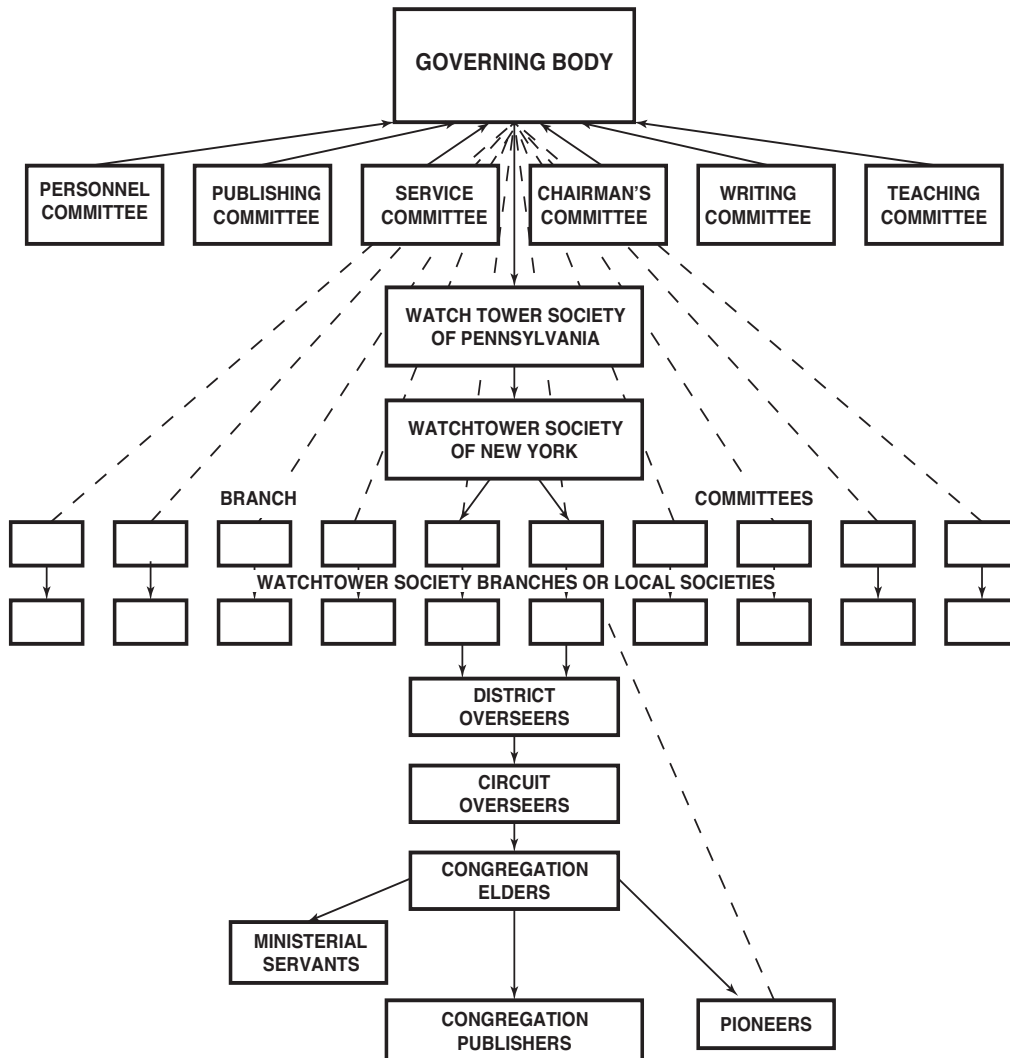 GOVERNING BODY
PERSONNEL
COMMITTEE
PUBLISHING
COMMITTEE
SERVICE
COMMITTEE
CHAIRMAN'S
COMMITTEE
WRITING
COMMITTEE
TEACHING
COMMITTEE
WATCH TOWER SOCIETY
OF PENNSYLVANIA
WATCHTOWER SOCIETY
OF NEW YORK
BRANCH
COMMITTEES
WATCHTOWER SOCIETY BRANCHES OR LOCAL SOCIETIES
DISTRICT
OVERSEERS
CIRCUIT
OVERSEERS
CONGREGATION
ELDERS
MINISTERIAL
SERVANTS
CONGREGATION
PUBLISHERS
PIONEERS